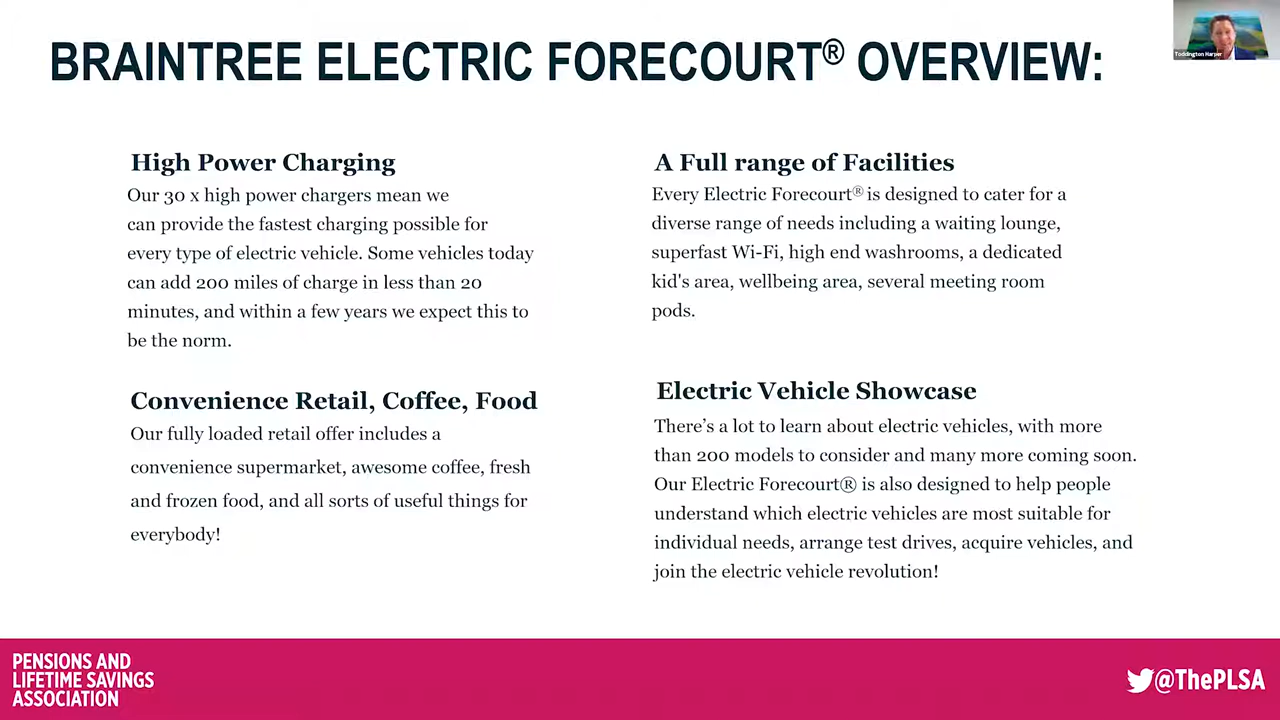 BRAINTREE ELECTRIC FORECOURT® OVERVIEW:
Toddington Harper
High Power Charging
Our 30 x high power chargers mean we
can provide the fastest charging possible for
every type of electric vehicle. Some vehicles today
can add 200 miles of charge in less than 20
minutes, and within a few years we expect this to
be the norm.
Convenience Retail, Coffee, Food
Our fully loaded retail offer includes a
convenience supermarket, awesome coffee, fresh
and frozen food, and all sorts of useful things for
everybody!
A Full range of Facilities
Every Electric Forecourt® is designed to cater for a
diverse range of needs including a waiting lounge,
superfast Wi-Fi, high end washrooms, a dedicated
kid's area, wellbeing area, several meeting room
pods.
Electric Vehicle Showcase
There's a lot to learn about electric vehicles, with more
than 200 models to consider and many more coming soon.
Our Electric Forecourt® is also designed to help people
understand which electric vehicles are most suitable for
individual needs, arrange test drives, acquire vehicles, and
join the electric vehicle revolution!
PENSIONS AND
LIFETIME SAVINGS
ASSOCIATION
@ThePLSA